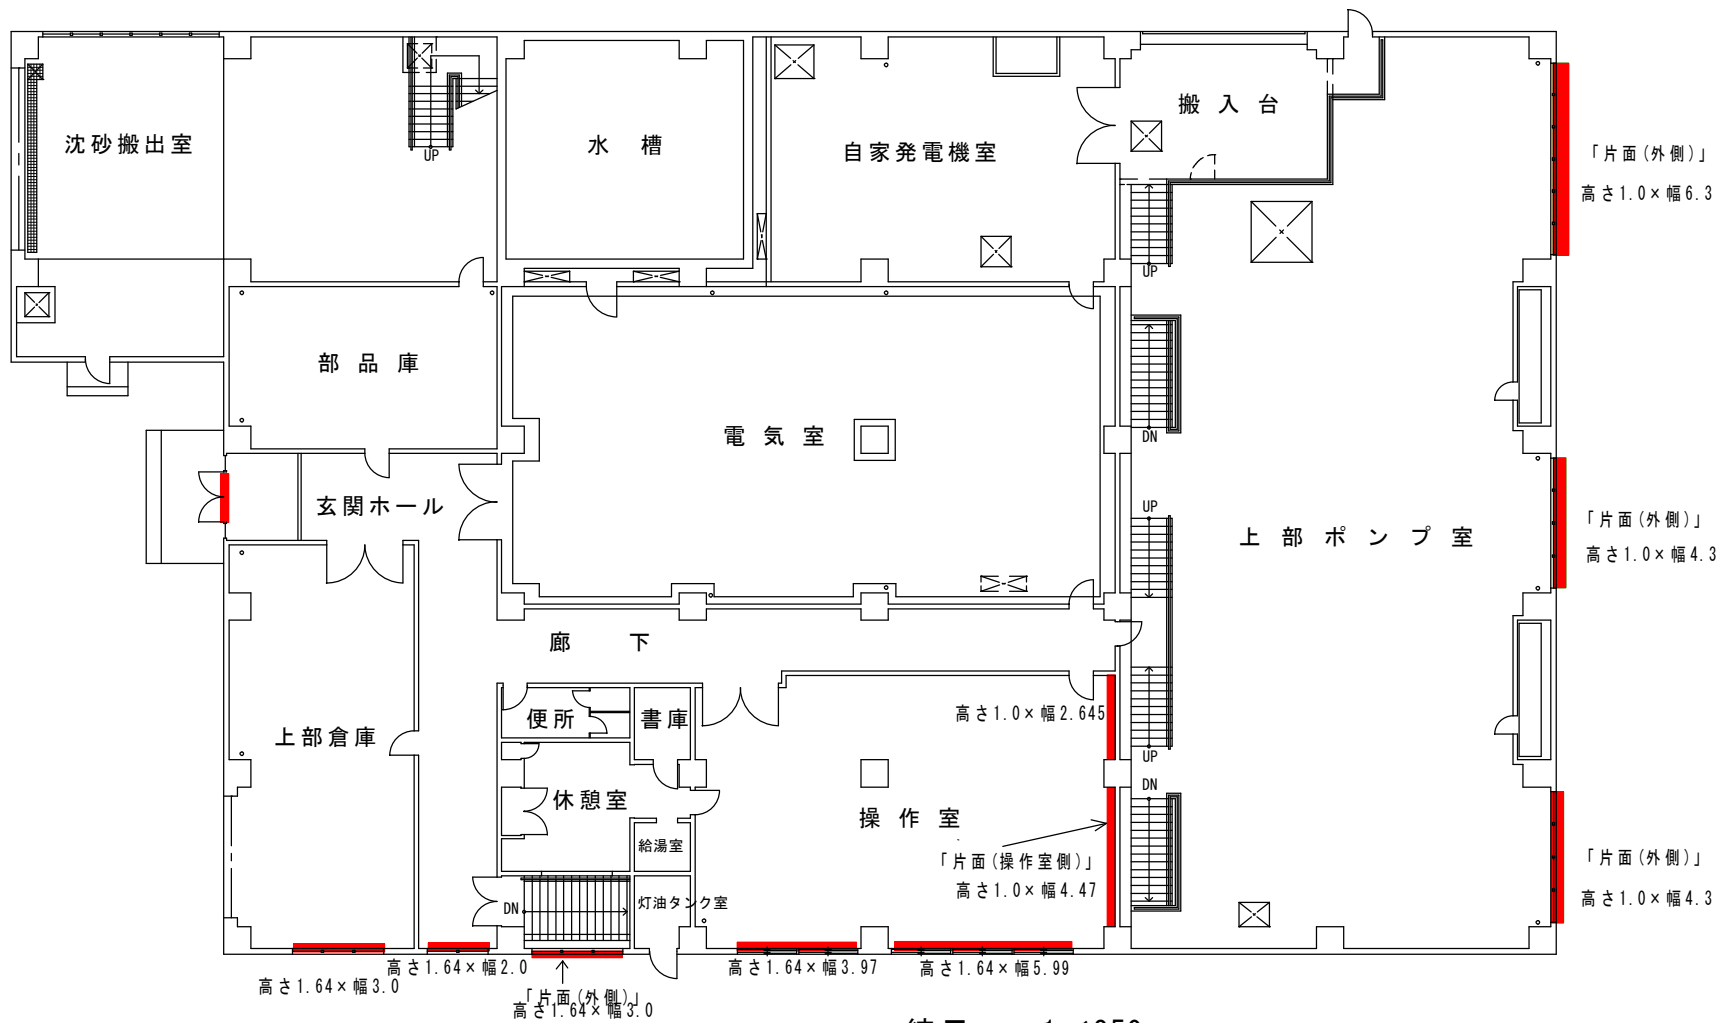 沈砂搬出室
UP
水槽
自家発電機室
搬入台
「片面(外側)」
高さ1.0×幅6.3
UP
部品庫
電気室
DN
玄関ホール
UP
上部ポンプ室
「片面(外側)」
高さ1.0×幅4.3
廊下
上部倉庫
便所
書庫
高さ1.0×幅2.645
UP
DN
休憩室
操作室
給湯室
「片面(操作室側)」
高さ1.0×幅4.47
「片面(外側)」
高さ1.0×幅4.3
DN
灯油タンク室
高さ1.64×幅3.0
高さ1.64×幅2.0
「片面(外側)」
高さ1.64×幅3.0
高さ1.64×幅3.97
高さ1.64×幅5.99